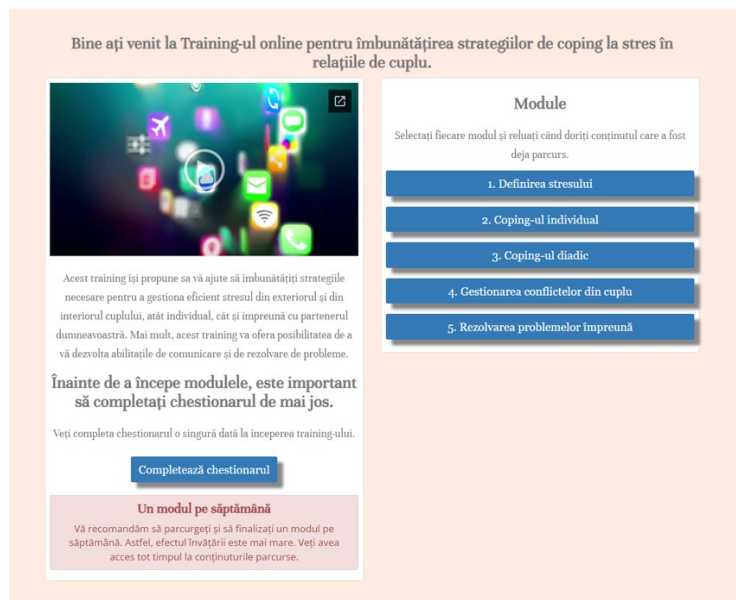 Bine ați venit la Training-ul online pentru îmbunătățirea strategiilor de coping la stres în
relațiile de cuplu.
Acest training își propune sa vă ajute să îmbunătățiți strategiile
necesare pentru a gestiona eficient stresul din exteriorul și din
interiorul cuplului, atât individual, cât și împreună cu partenerul
dumneavoastră. Mai mult, acest training va ofera posibilitatea de a
vă dezvolta abilitațile de comunicare și de rezolvare de probleme.
Înainte de a începe modulele, este important
să completați chestionarul de mai jos.
Veți completa chestionarul o singură dată la inceperea training-ului.
Completează chestionarul
Un modul pe săptămână
Vă recomandăm să parcurgeți și să finalizați un modul pe
săptămână. Astfel, efectul învățării este mai mare. Veți avea
acces tot timpul la conținuturile parcurse.
Module
Selectați fiecare modul și reluați când doriți conținutul care a fost
deja parcurs.
1. Definirea stresului
2. Coping-ul individual
3. Coping-ul diadic
4. Gestionarea conflictelor din cuplu
5. Rezolvarea problemelor împreună